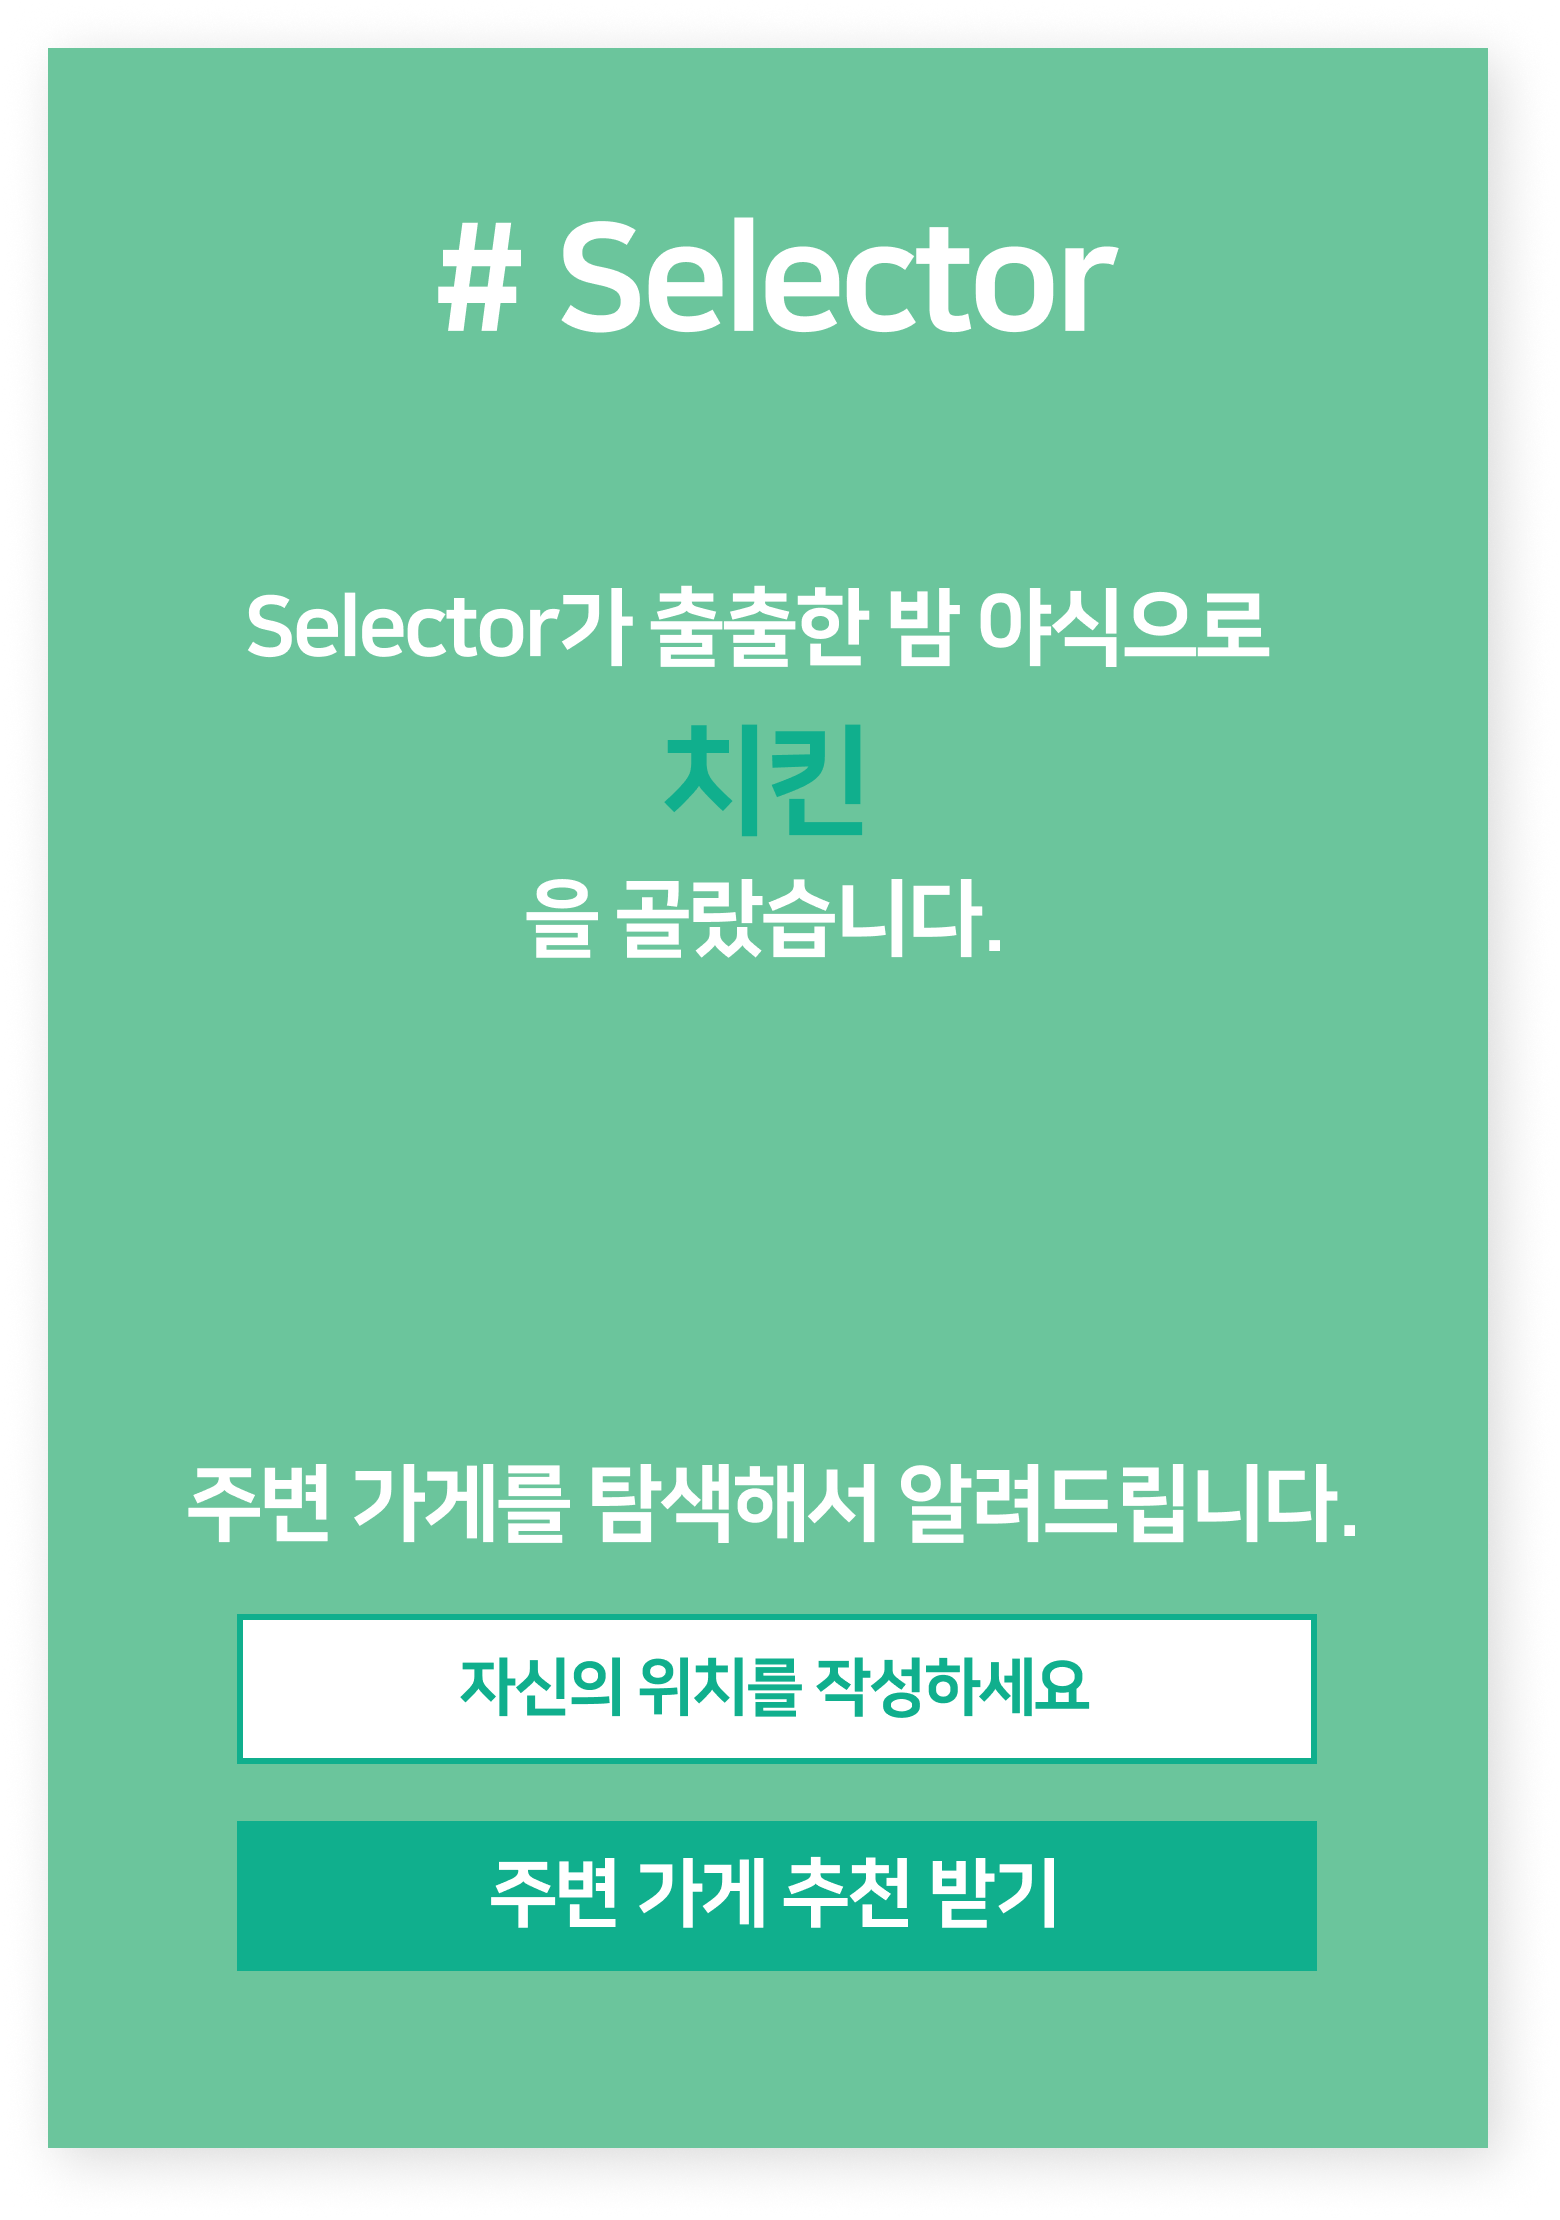 # Selector
Selector가 출출한 밤 야식으로
치킨
을 골랐습니다.
주변 가게를 탐색해서 알려드립니다.
자신의 위치를 작성하세요
주변 가게 추천 받기